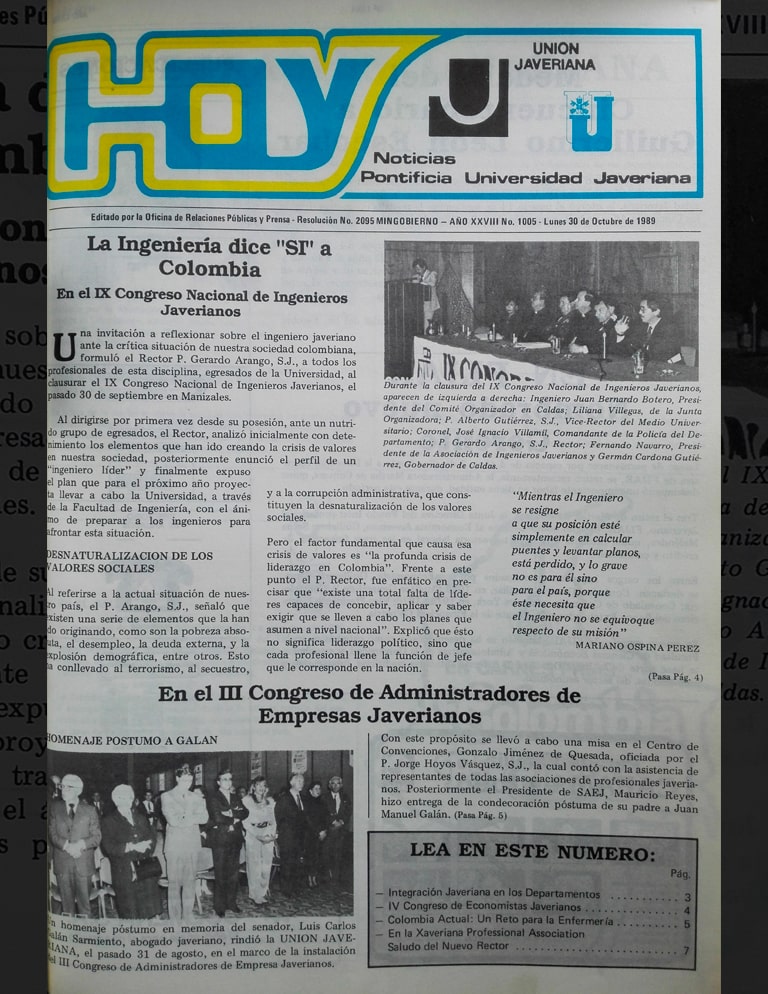 HOY
UNION
JAVERIANA
Noticias
Pontificia Universidad Javeriana
Editado por la Oficina de Relaciones Públicas y Prensa - Resolución No. 2095 MINGOBIERNO – AÑO XXVIII No. 1005 - Lunes 30 de Octubre de 1989
La Ingeniería dice "SI" a
Colombia
En el IX Congreso Nacional de Ingenieros
Javerianos
Una invitación a reflexionar sobre el ingeniero javeriano
ante la crítica situación de nuestra sociedad colombiana,
formuló el Rector P. Gerardo Arango, S.J., a todos los
profesionales de esta disciplina, egresados de la Universidad, al
clausurar el IX Congreso Nacional de Ingenieros Javerianos, el
pasado 30 de septiembre en Manizales.
Al dirigirse por primera vez desde su posesión, ante un nutri-
do grupo de egresados, el Rector, analizó inicialmente con dete-
nimiento los elementos que han ido creando la crisis de valores
en nuestra sociedad, posteriormente enunció el perfil de un
"ingeniero líder" y finalmente expuso
el plan que para el próximo año proyec-
ta llevar a cabo la Universidad, a través
de la Facultad de Ingeniería, con el áni-
mo de preparar a los ingenieros para
afrontar esta situación.
DESNATURALIZACION DE LOS
VALORES SOCIALES
Al referirse a la actual situación de nues-
tro país, el P. Arango, S.J., señaló que
existen una serie de elementos que la han
ido originando, como son la pobreza abso-
luta, el desempleo, la deuda externa, y la
explosión demográfica, entre otros. Esto
ha conllevado al terrorismo, al secuestro,
IX CONGR
Durante la clausura del IX Congreso Nacional de Ingenieros Javerianos,
aparecen de izquierda a derecha: Ingeniero Juan Bernardo Botero, Presi-
dente del Comité Organizador en Caldas; Liliana Villegas, de la Junta
Organizadora; P. Alberto Gutiérrez, S.J., Vice-Rector del Medio Univer-
sitario; Coronel, José Ignacio Villamil, Comandante de la Policía del De-
partamento; P. Gerardo Arango, S.J., Rector; Fernando Navarro, Presi-
dente de la Asociación de Ingenieros Javerianos y Germán Cardona Gutié-
rrez, Gobernador de Caldas.
y a la corrupción administrativa, que cons-
tituyen la desnaturalización de los valores
sociales.
Pero el factor fundamental que causa esa
crisis de valores es "la profunda crisis de
liderazgo en Colombia". Frente a este
punto el P. Rector, fue enfático en pre-
cisar que "existe una total falta de líde-
res capaces de concebir, aplicar y saber
exigir que se lleven a cabo los planes que
asumen a nivel nacional". Explicó que ésto
no significa liderazgo político, sino que
cada profesional llene la función de jefe
que le corresponde en la nación.
"Mientras el Ingeniero
se resigne
a que su posición esté
simplemente en calcular
puentes y levantar planos,
está perdido, y lo grave
no es para él sino
para el país, porque
éste necesita que
el Ingeniero no se equivoque
respecto de su misión"
MARIANO OSPINA PEREZ
(Pasa Pág. 4)
En el III Congreso de Administradores de
Empresas Javerianos
HOMENAJE POSTUMO A GALAN
Un homenaje póstumo en memoria del senador, Luis Carlos
Galán Sarmiento, abogado javeriano, rindió la UNION JAVE-
RIANA, el pasado 31 de agosto, en el marco de la instalación
del III Congreso de Administradores de Empresa Javerianos.
Con este propósito se llevó a cabo una misa en el Centro de
Convenciones, Gonzalo Jiménez de Quesada, oficiada por el
P. Jorge Hoyos Vásquez, S.J., la cual contó con la asistencia de
representantes de todas las asociaciones de profesionales javeria-
nos. Posteriormente el Presidente de SAEJ, Mauricio Reyes,
hizo entrega de la condecoración póstuma de su padre a Juan
Manuel Galán. (Pasa Pág. 5)
LEA EN ESTE NUMERO:
Pág.
— Integración Javeriana en los Departamentos .......... 3
— IV Congreso de Economistas Javerianos .......... 4
— Colombia Actual: Un Reto para la Enfermería .......... 5
— En la Xaveriana Professional Association
Saludo del Nuevo Rector .......... 7